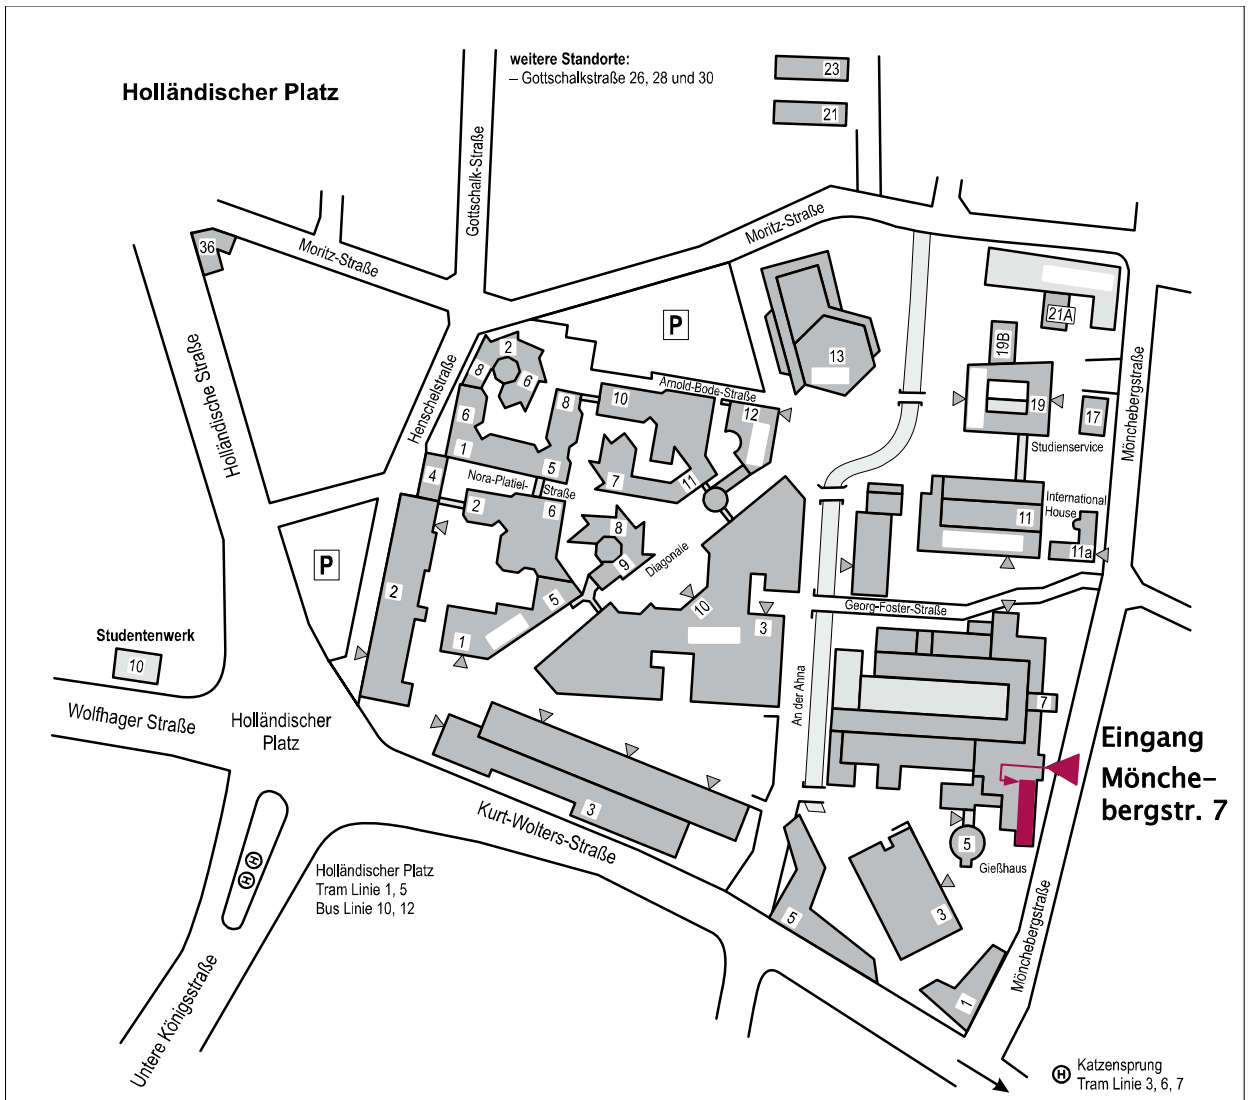 weitere Standorte:
– Gottschalkstraße 26, 28 und 30
Holländischer Platz
23
21
Gottschalk-Straße
Moritz-Straße
Moritz-Straße
36
Holländische Straße
Henschelstraße
P
21A
19B
13
2
8
6
8
10
Arnold-Bode-Straße
12
19
17
Studienservice
Mönchebergstraße
6
1
5
7
11
4
Nora-Platiel-
Straße
2
6
International
House
11
11a
P
8
9
Diagonale
2
5
10
3
Georg-Foster-Straße
1
Studentenwerk
10
An der Ahna
7
Wolfhager Straße
Holländischer
Platz
Eingang
Mönche-
bergstr. 7
3
Kurt-Wolters-Straße
5
Gießhaus
H H
Holländischer Platz
Tram Linie 1, 5
Bus Linie 10, 12
5
3
Mönchebergstraße
1
Untere Königsstraße
H
Katzensprung
Tram Linie 3, 6, 7